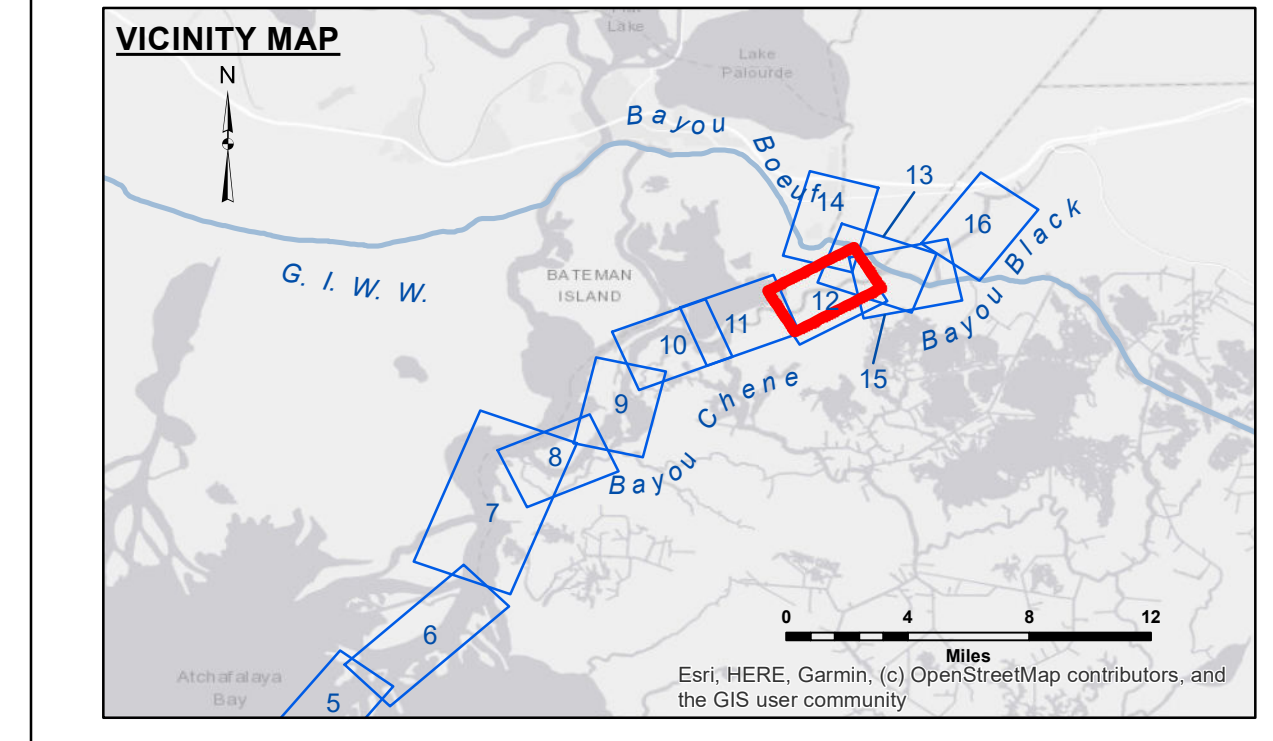 VICINITY MAP
N
Lake
Lake
Palourde
Bayou
Boeuf
13
14
16
BATEMAN
ISLAND
G. I. W. W.
Bayou Black
12
11
10
15
9
Bayou Chene
8
7
6
5
Atchafalaya
Bay
0 4 8 12
Miles
Esri, HERE, Garmin, (c) OpenStreetMap contributors, and
the GIS user community